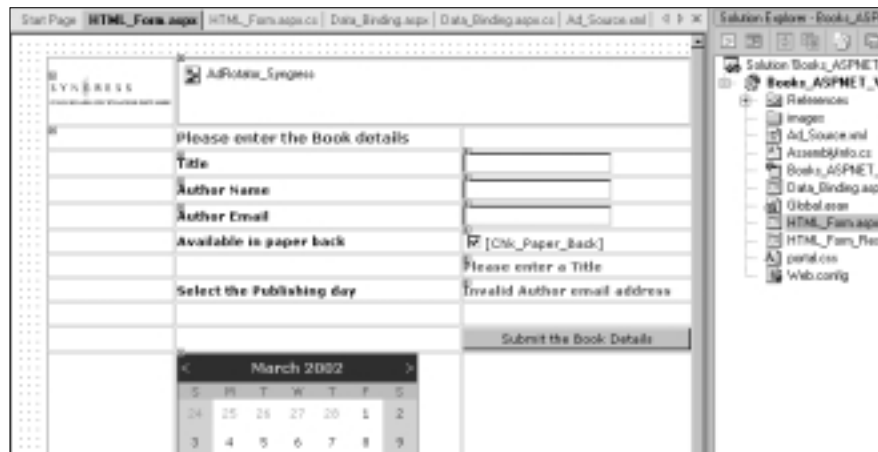 Start Page HTML_Form.aspx HTML_Form.aspx.cs Data_Binding.aspx Data_Binding.aspx.cs Ad_Source.xml
SYNGRESS
AdRotator_Syngress
Please enter the Book details
Title
Author Name
Author Email
Available in paper back [Chk_Paper_Back]
Please enter a Title
Select the Publishing day Invalid Author email address
Submit the Book Details
< March 2002 >
S M T W T F S
24 25 26 27 28 1 2
3 4 5 6 7 8 9
Solution Explorer - Books_ASP
Solution 'Books_ASPNET
Books_ASPNET_V
References
images
Ad_Source.xml
AssemblyInfo.cs
Books_ASPNET_
Data_Binding.asp
Global.asax
HTML_Form.aspx
HTML_Form_Res
portal.css
Web.config